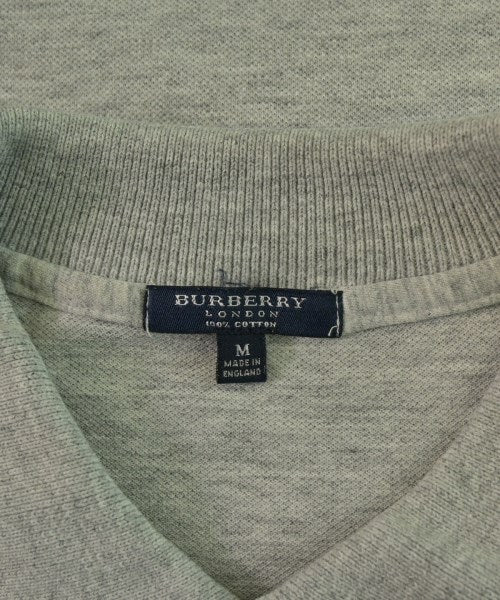 BURBERRY
LONDON
100% COTTON
M
MADE IN
ENGLAND